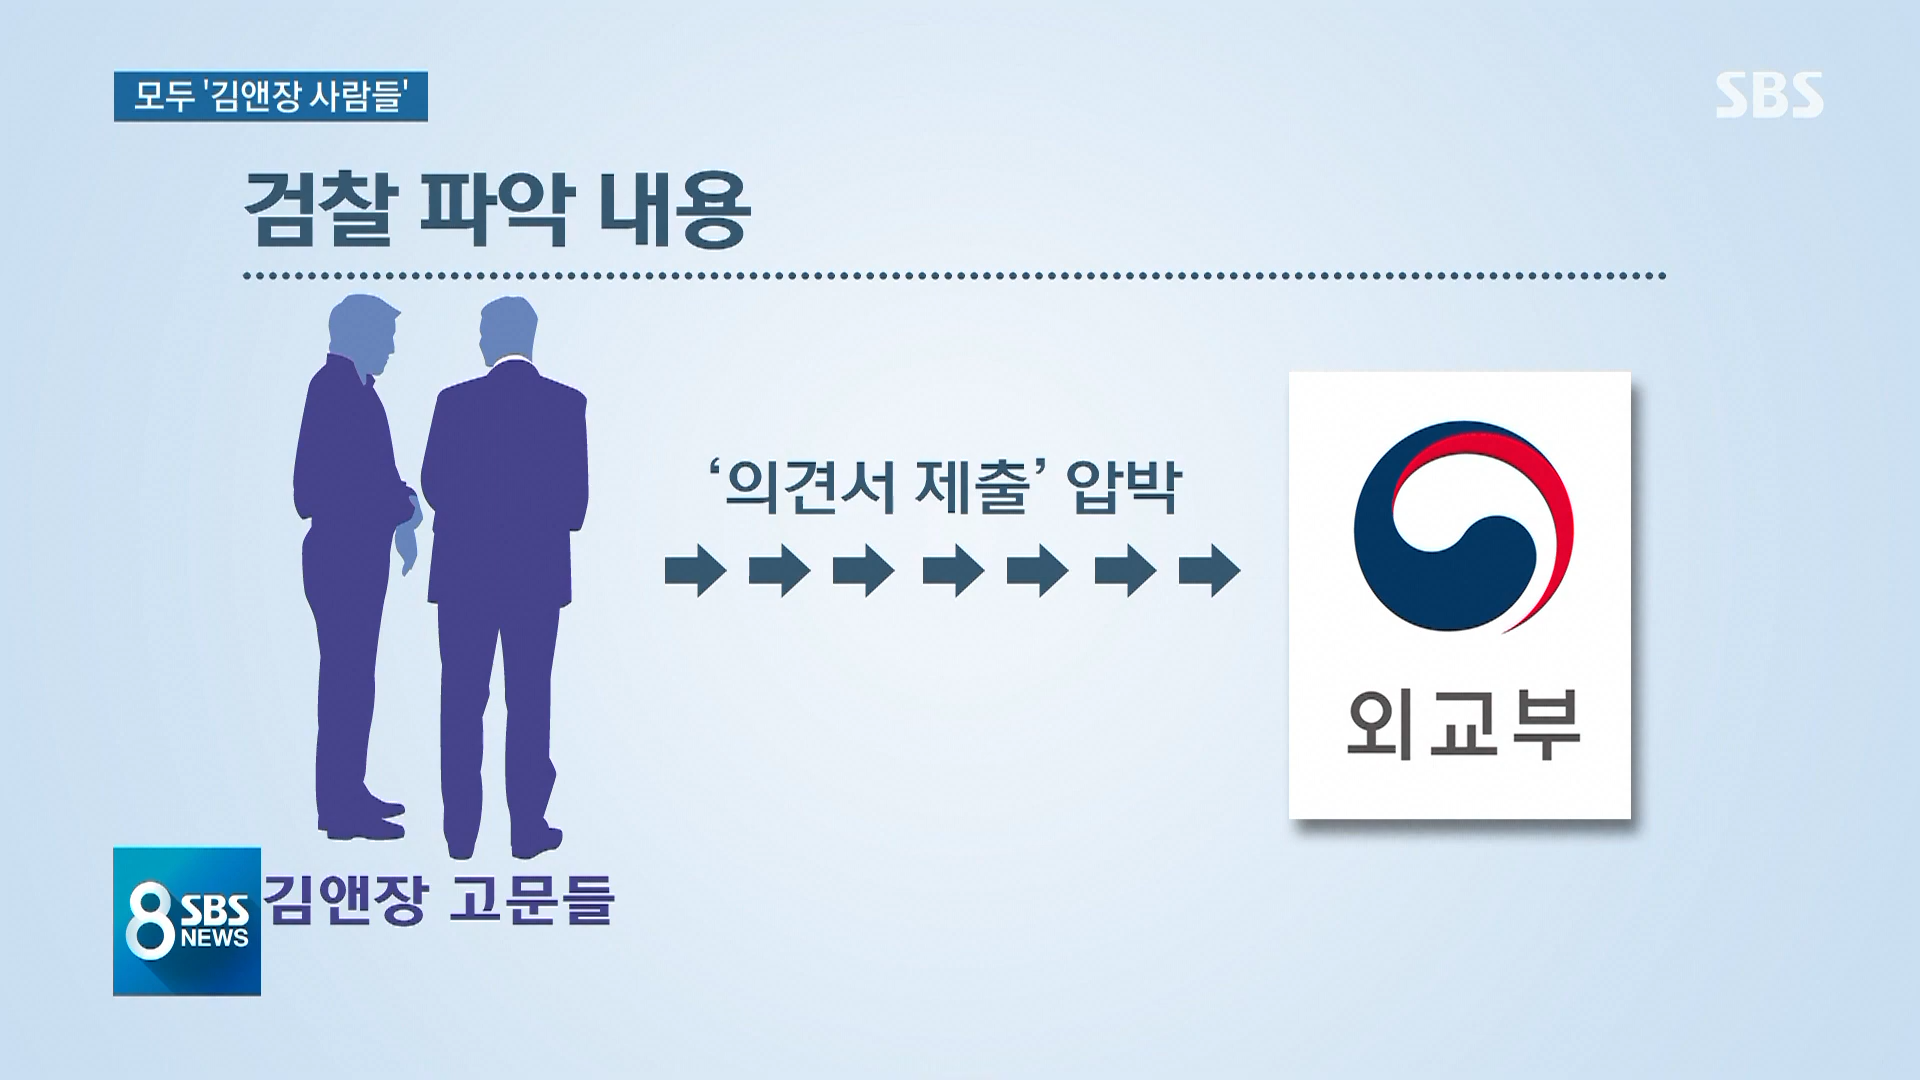 모두 '김앤장 사람들'
SBS
검찰 파악 내용
‘의견서 제출’ 압박
외교부
김앤장 고문들
8 SBS
NEWS